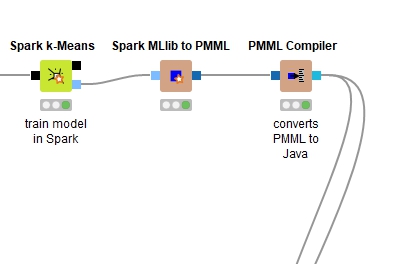 Spark k-Means
Spark MLlib to PMML
PMML Compiler
train model
in Spark
converts
PMML to
Java